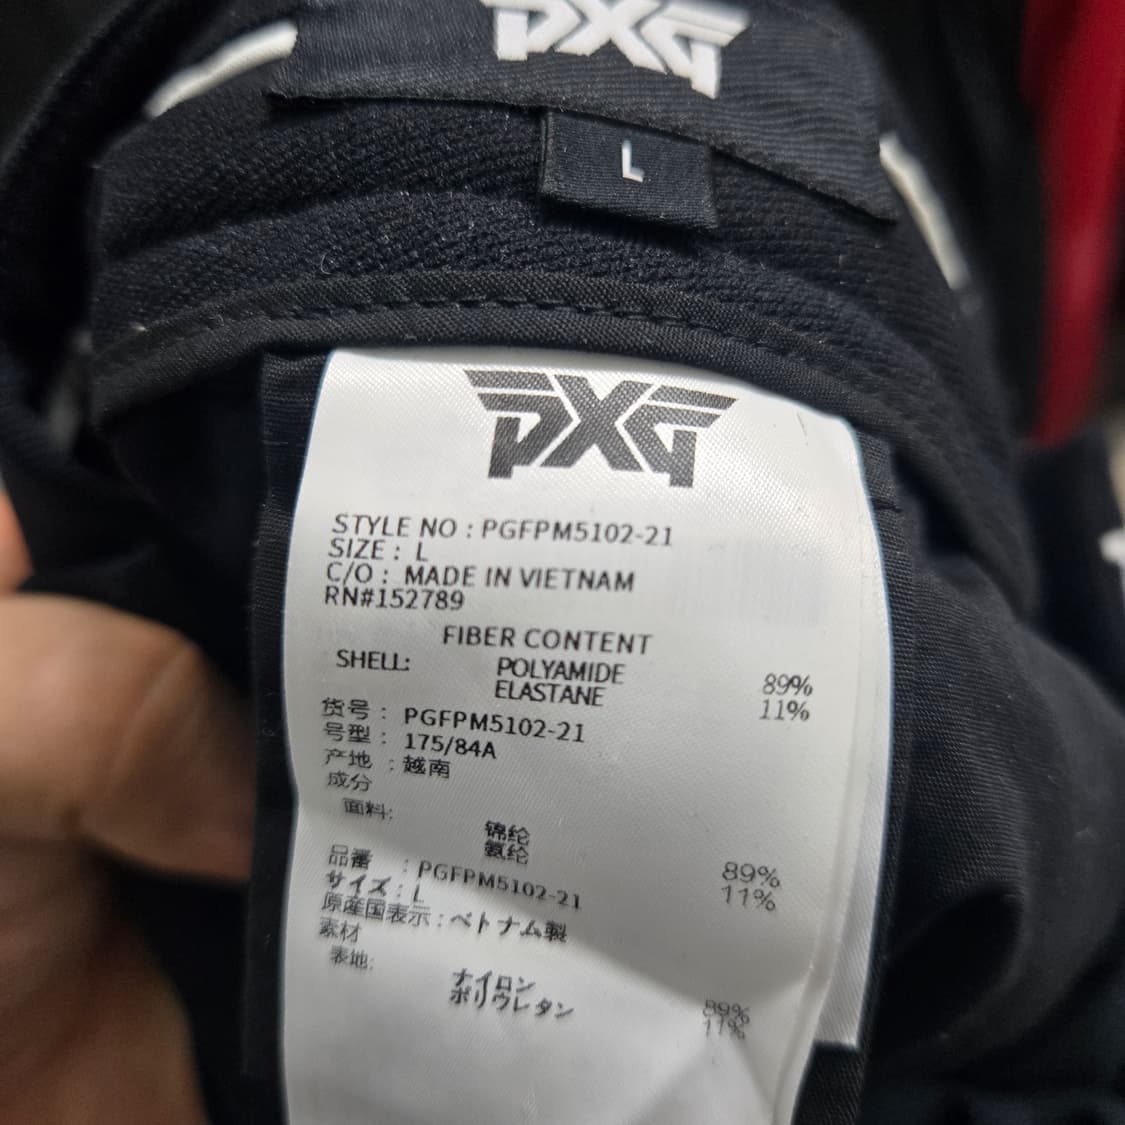 PXG
L
PXG
STYLE NO : PGFPM5102-21
SIZE : L
C/O : MADE IN VIETNAM
RN#152789
FIBER CONTENT
SHELL: POLYAMIDE 89%
ELASTANE 11%
货号 : PGFPM5102-21
号型 : 175/84A
产地 : 越南
成分
面料:
锦纶 89%
氨纶 11%
品番 : PGFPM5102-21
サイズ : L
原産国表示 : ベトナム製
素材
表地:
ナイロン 89%
ポリウレタン 11%